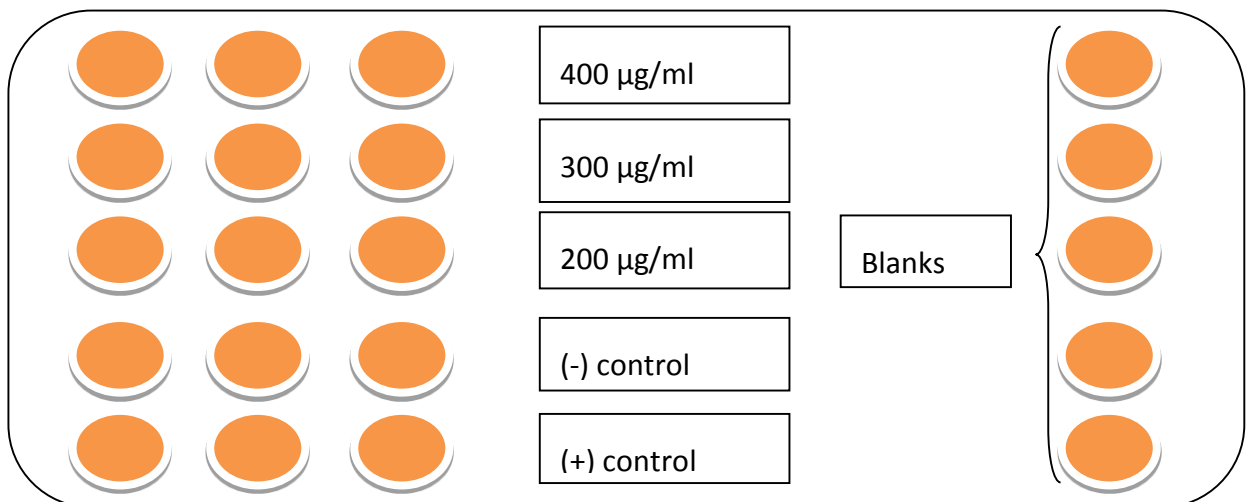 400 µg/ml
300 µg/ml
200 µg/ml
Blanks
(-) control
(+) control